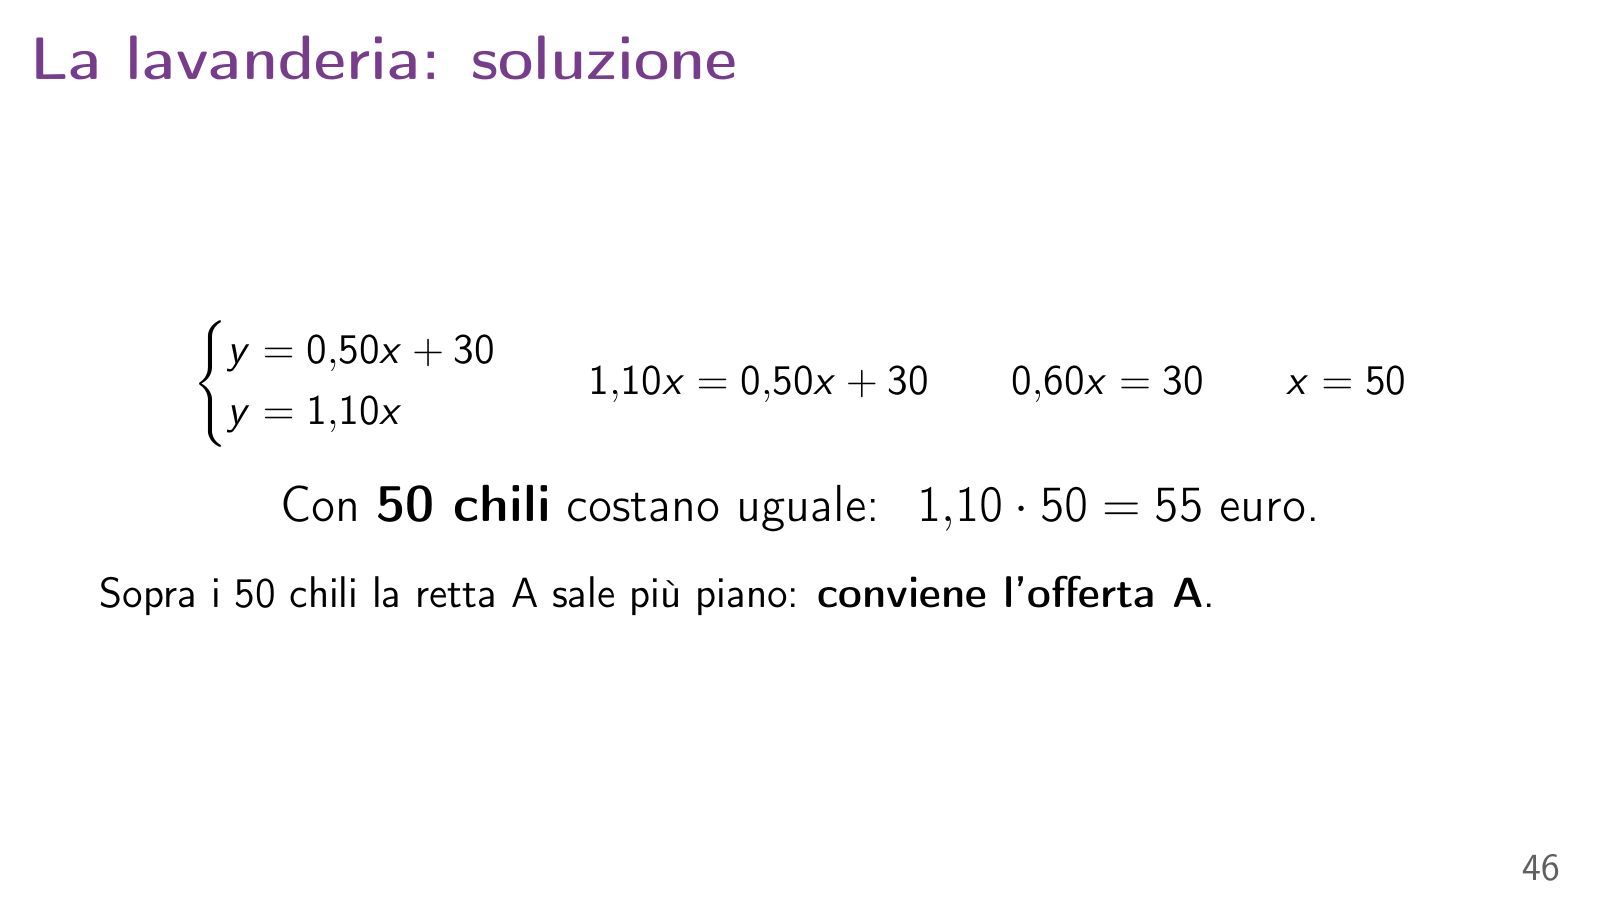 La lavanderia: soluzione
y = 0,50x + 30
y = 1,10x
1,10x = 0,50x + 30 0,60x = 30 x = 50
Con 50 chili costano uguale: 1,10 · 50 = 55 euro.
Sopra i 50 chili la retta A sale più piano: conviene l'offerta A.
46